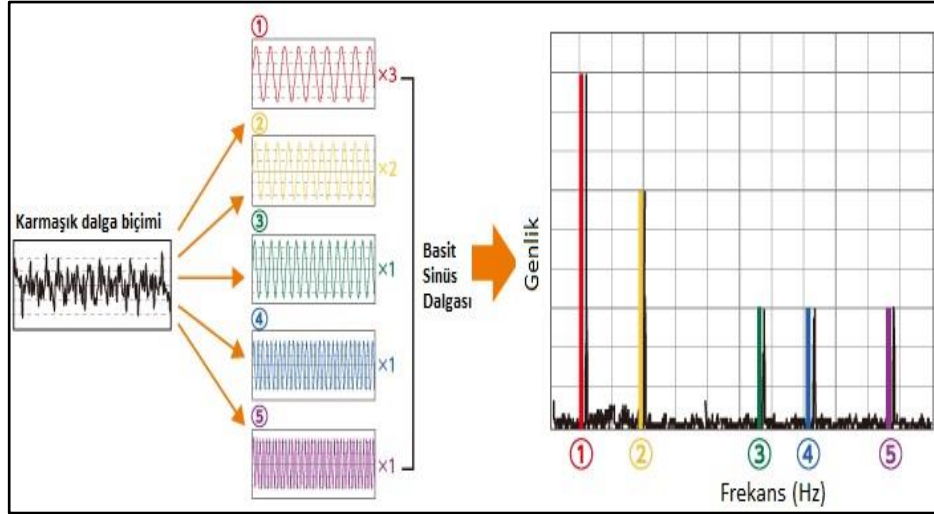 Karmaşık dalga biçimi
①
×3
②
×2
③
×1
④
×1
⑤
×1
Basit
Sinüs
Dalgası
Genlik
① ② ③ ④ ⑤
Frekans (Hz)